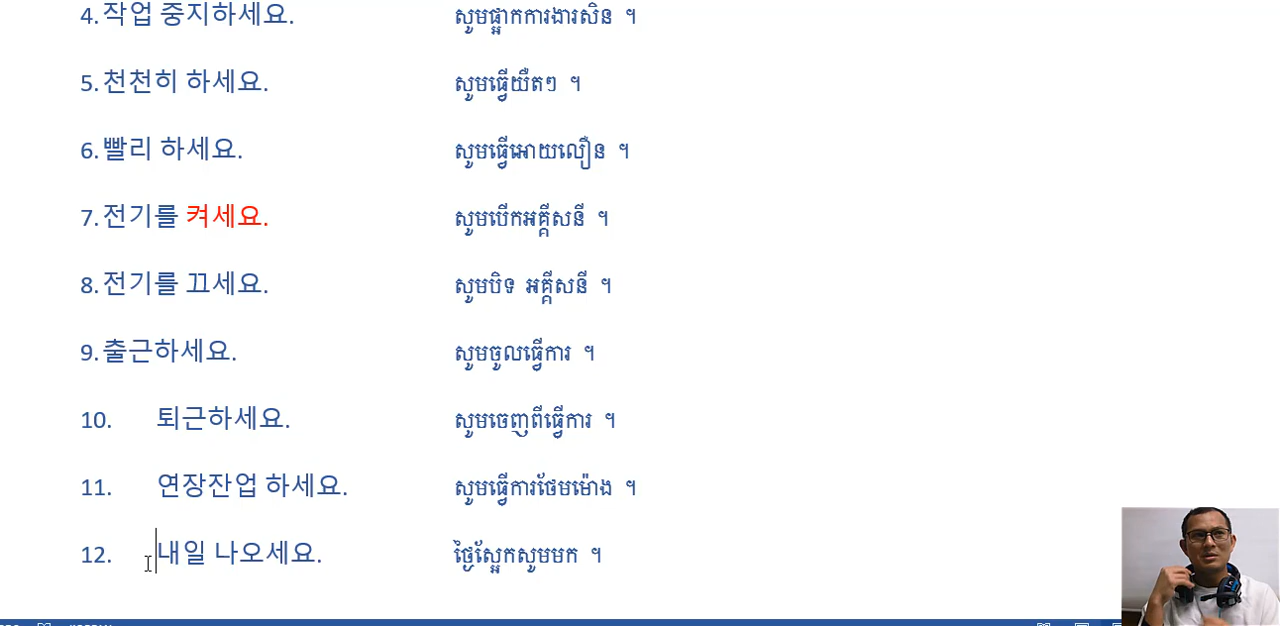 4. 작업 중지하세요. សូមផ្អាកការងារសិន ។
5. 천천히 하세요. សូមធ្វើយឺតៗ ។
6. 빨리 하세요. សូមធ្វើអោយលឿន ។
7. 전기를 켜세요. សូមបើកអគ្គីសនី ។
8. 전기를 끄세요. សូមបិទ អគ្គីសនី ។
9. 출근하세요. សូមចូលធ្វើការ ។
10. 퇴근하세요. សូមចេញពីធ្វើការ ។
11. 연장잔업 하세요. សូមធ្វើការថែមម៉ោង ។
12. 내일 나오세요. ថ្ងៃស្អែកសូមមក ។